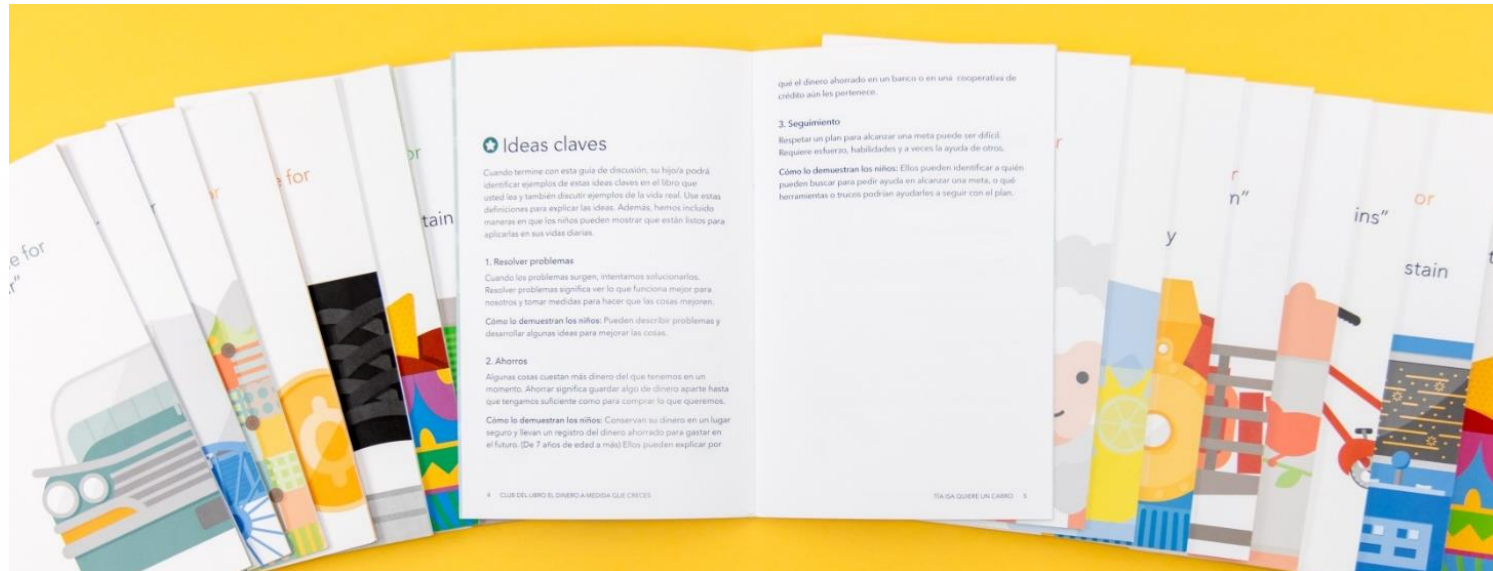 e for
r"
r
or
e for
or
tain
Ideas claves
Cuando termine con esta guía de discusión, su hijo/a podrá
identificar ejemplos de estas ideas claves en el libro que
usted lea y también discutir ejemplos de la vida real. Use estas
definiciones para explicar las ideas. Además, hemos incluido
maneras en que los niños pueden mostrar que están listos para
aplicarlas en sus vidas diarias.
1. Resolver problemas
Cuando los problemas surgen, intentamos solucionarlos.
Resolver problemas significa ver lo que funciona mejor para
nosotros y tomar medidas para hacer que las cosas mejoren.
Cómo lo demuestran los niños: Pueden describir problemas y
desarrollar algunas ideas para mejorar las cosas.
2. Ahorros
Algunas cosas cuestan más dinero del que tenemos en un
momento. Ahorrar significa guardar algo de dinero aparte hasta
que tengamos suficiente como para comprar lo que queremos.
Cómo lo demuestran los niños: Conservan su dinero en un lugar
seguro y llevan un registro del dinero ahorrado para gastar en
el futuro. (De 7 años de edad a más) Ellos pueden explicar por
4 CLUB DEL LIBRO EL DINERO A MEDIDA QUE CRECES
qué el dinero ahorrado en un banco o en una cooperativa de
crédito aún les pertenece.
3. Seguimiento
Respetar un plan para alcanzar una meta puede ser difícil.
Requiere esfuerzo, habilidades y a veces la ayuda de otros.
Cómo lo demuestran los niños: Ellos pueden identificar a quién
pueden buscar para pedir ayuda en alcanzar una meta, o qué
herramientas o trucos podrían ayudarles a seguir con el plan.
TÍA ISA QUIERE UN CARRO 5
r
y
r
n"
ins"
or
stain